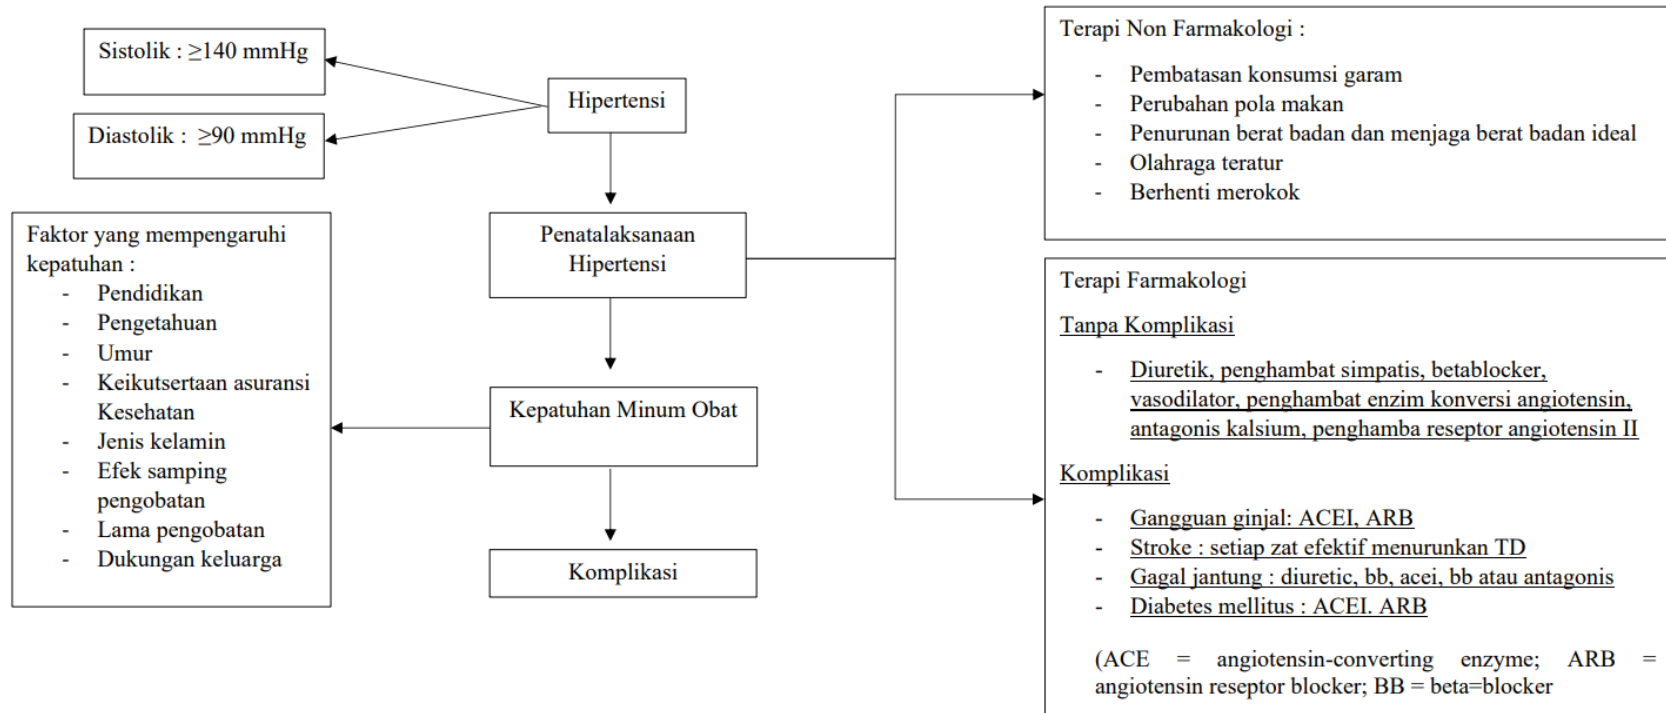 Sistolik : ≥140 mmHg
Diastolik :  ≥90 mmHg
Hipertensi
Penatalaksanaan
Hipertensi
Kepatuhan Minum Obat
Komplikasi
Faktor yang mempengaruhi
kepatuhan :
- Pendidikan
- Pengetahuan
- Umur
- Keikutsertaan asuransi
Kesehatan
- Jenis kelamin
- Efek samping
pengobatan
- Lama pengobatan
- Dukungan keluarga
Terapi Non Farmakologi :
- Pembatasan konsumsi garam
- Perubahan pola makan
- Penurunan berat badan dan menjaga berat badan ideal
- Olahraga teratur
- Berhenti merokok
Terapi Farmakologi
Tanpa Komplikasi
- Diuretik, penghambat simpatis, betablocker,
vasodilator, penghambat enzim konversi angiotensin,
antagonis kalsium, penghamba reseptor angiotensin II
Komplikasi
- Gangguan ginjal: ACEI, ARB
- Stroke : setiap zat efektif menurunkan TD
- Gagal jantung : diuretic, bb, acei, bb atau antagonis
- Diabetes mellitus : ACEI. ARB
(ACE = angiotensin-converting enzyme; ARB =
angiotensin reseptor blocker; BB = beta=blocker